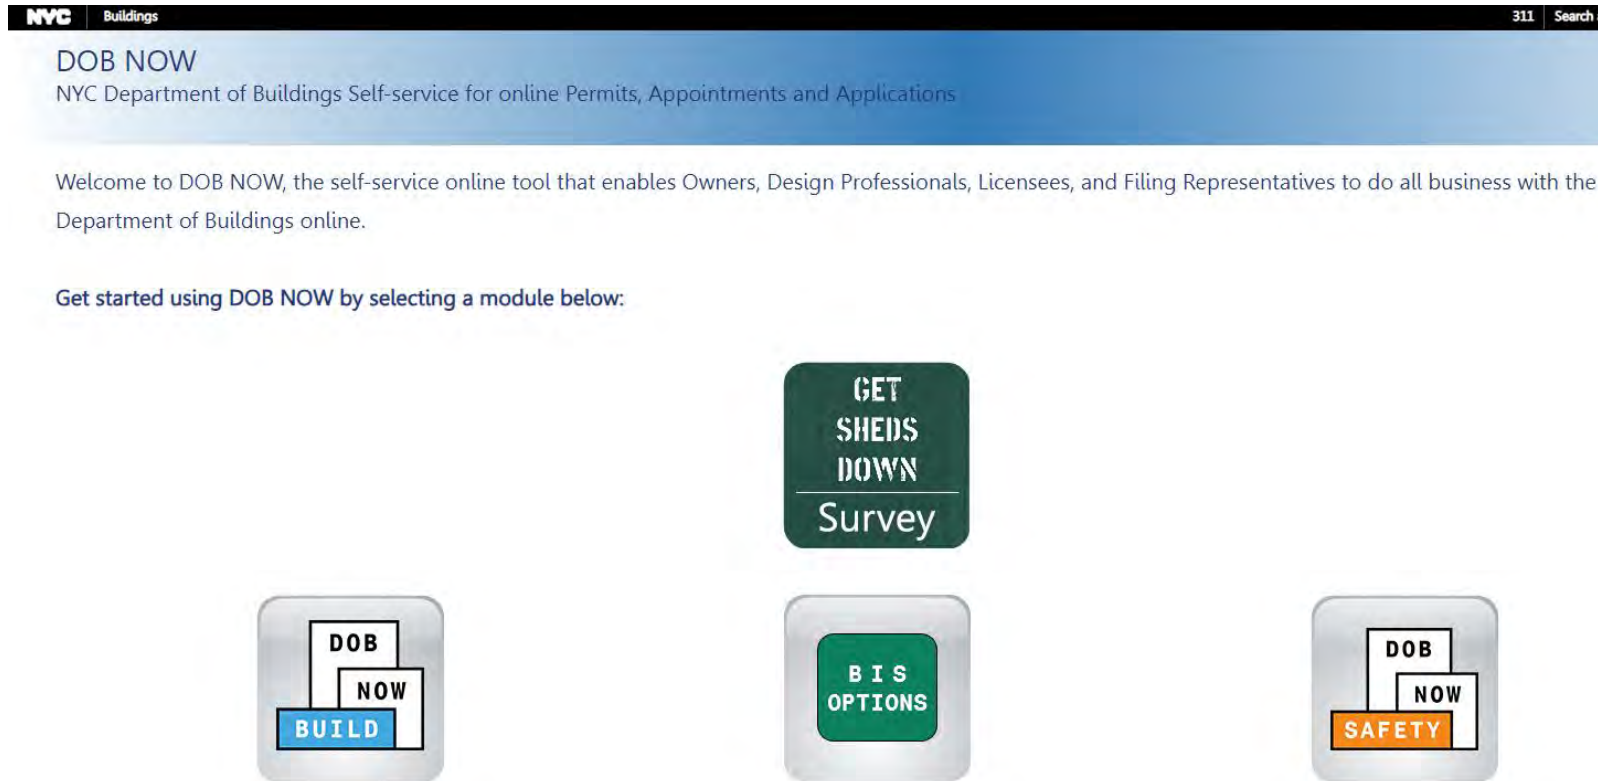 NYC Buildings 311 Search
DOB NOW
NYC Department of Buildings Self-service for online Permits, Appointments and Applications
Welcome to DOB NOW, the self-service online tool that enables Owners, Design Professionals, Licensees, and Filing Representatives to do all business with the
Department of Buildings online.
Get started using DOB NOW by selecting a module below:
GET
SHEDS
DOWN
Survey
DOB
NOW
BUILD
BIS
OPTIONS
DOB
NOW
SAFETY